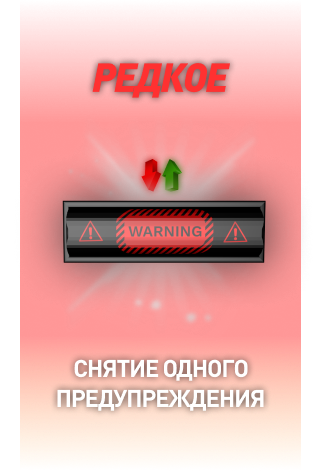 РЕДКОЕ
WARNING
СНЯТИЕ ОДНОГО
ПРЕДУПРЕЖДЕНИЯ